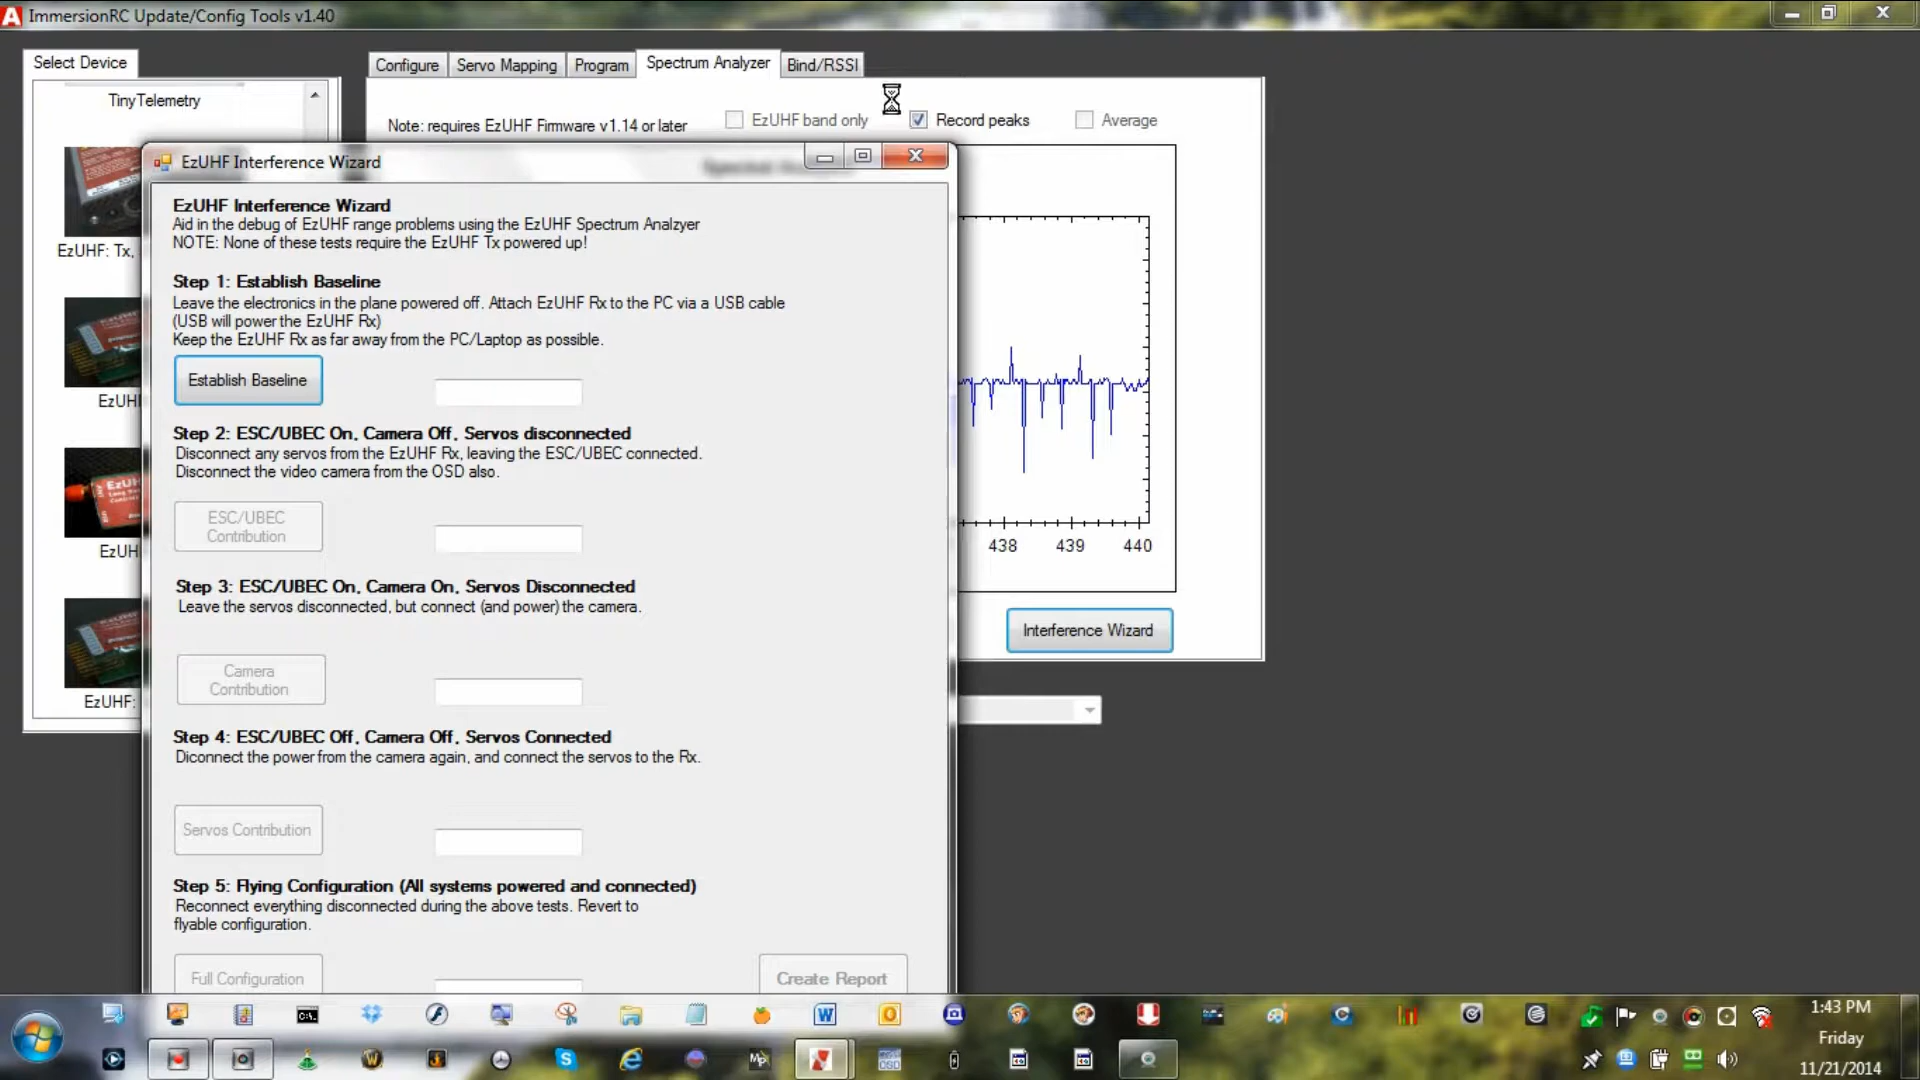 ImmersionRC Update/Config Tools v1.40
Select Device
Configure
Servo Mapping
Program
Spectrum Analyzer
Bind/RSSI
TinyTelemetry
Note: requires EzUHF Firmware v1.14 or later
EzUHF band only
Record peaks
Average
EzUHF: Tx,
EzUHF Interference Wizard
EzUHF Interference Wizard
Aid in the debug of EzUHF range problems using the EzUHF Spectrum Analzyer
NOTE: None of these tests require the EzUHF Tx powered up!
Step 1: Establish Baseline
Leave the electronics in the plane powered off. Attach EzUHF Rx to the PC via a USB cable
(USB will power the EzUHF Rx)
Keep the EzUHF Rx as far away from the PC/Laptop as possible.
Establish Baseline
Step 2: ESC/UBEC On, Camera Off, Servos disconnected
Disconnect any servos from the EzUHF Rx, leaving the ESC/UBEC connected.
Disconnect the video camera from the OSD also.
ESC/UBEC
Contribution
Step 3: ESC/UBEC On, Camera On, Servos Disconnected
Leave the servos disconnected, but connect (and power) the camera.
Camera
Contribution
Step 4: ESC/UBEC Off, Camera Off, Servos Connected
Diconnect the power from the camera again, and connect the servos to the Rx.
Servos Contribution
Step 5: Flying Configuration (All systems powered and connected)
Reconnect everything disconnected during the above tests. Revert to
flyable configuration.
Full Configuration
Create Report
438 439 440
Interference Wizard
EzUH
EzUH
EzUHF:
1:43 PM
Friday
11/21/2014